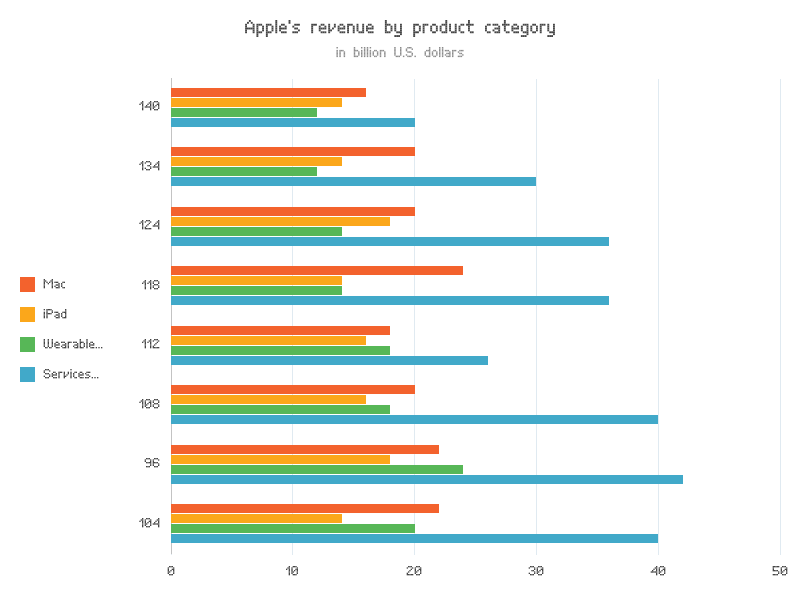 Apple's revenue by product category
in billion U.S. dollars
140
134
124
118
112
108
96
104
Mac
iPad
Wearable...
Services...
0 10 20 30 40 50